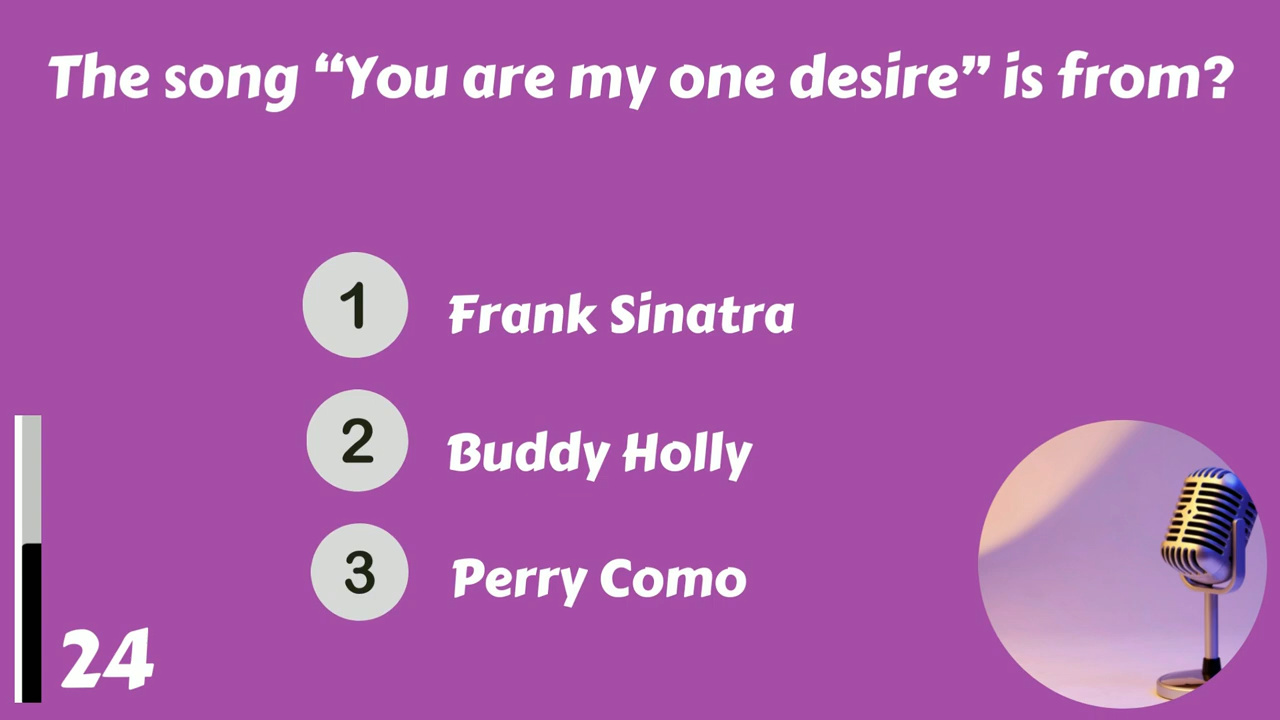 The song “You are my one desire” is from?
1 Frank Sinatra
2 Buddy Holly
3 Perry Como
24